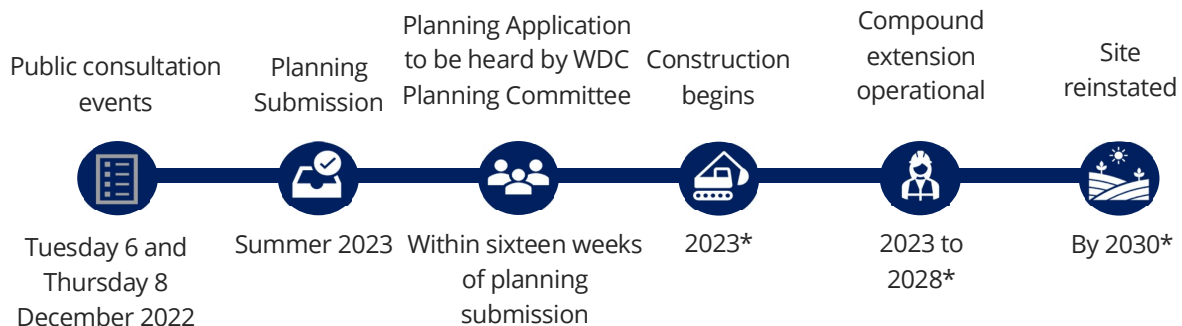 Public consultation
events
Tuesday 6 and
Thursday 8
December 2022
Planning
Submission
Summer 2023
Planning Application
to be heard by WDC
Planning Committee
Within sixteen weeks
of planning
submission
Construction
begins
2023*
Compound
extension
operational
2023 to
2028*
Site
reinstated
By 2030*